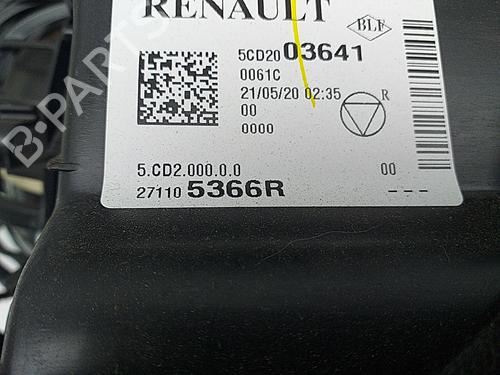 RENAULT
BLF
5CD20 03641
0061C
21/05/20 02:35
R
00
0000
5.CD2.000.0.0 00
27110 5366R ---
B-PARTS